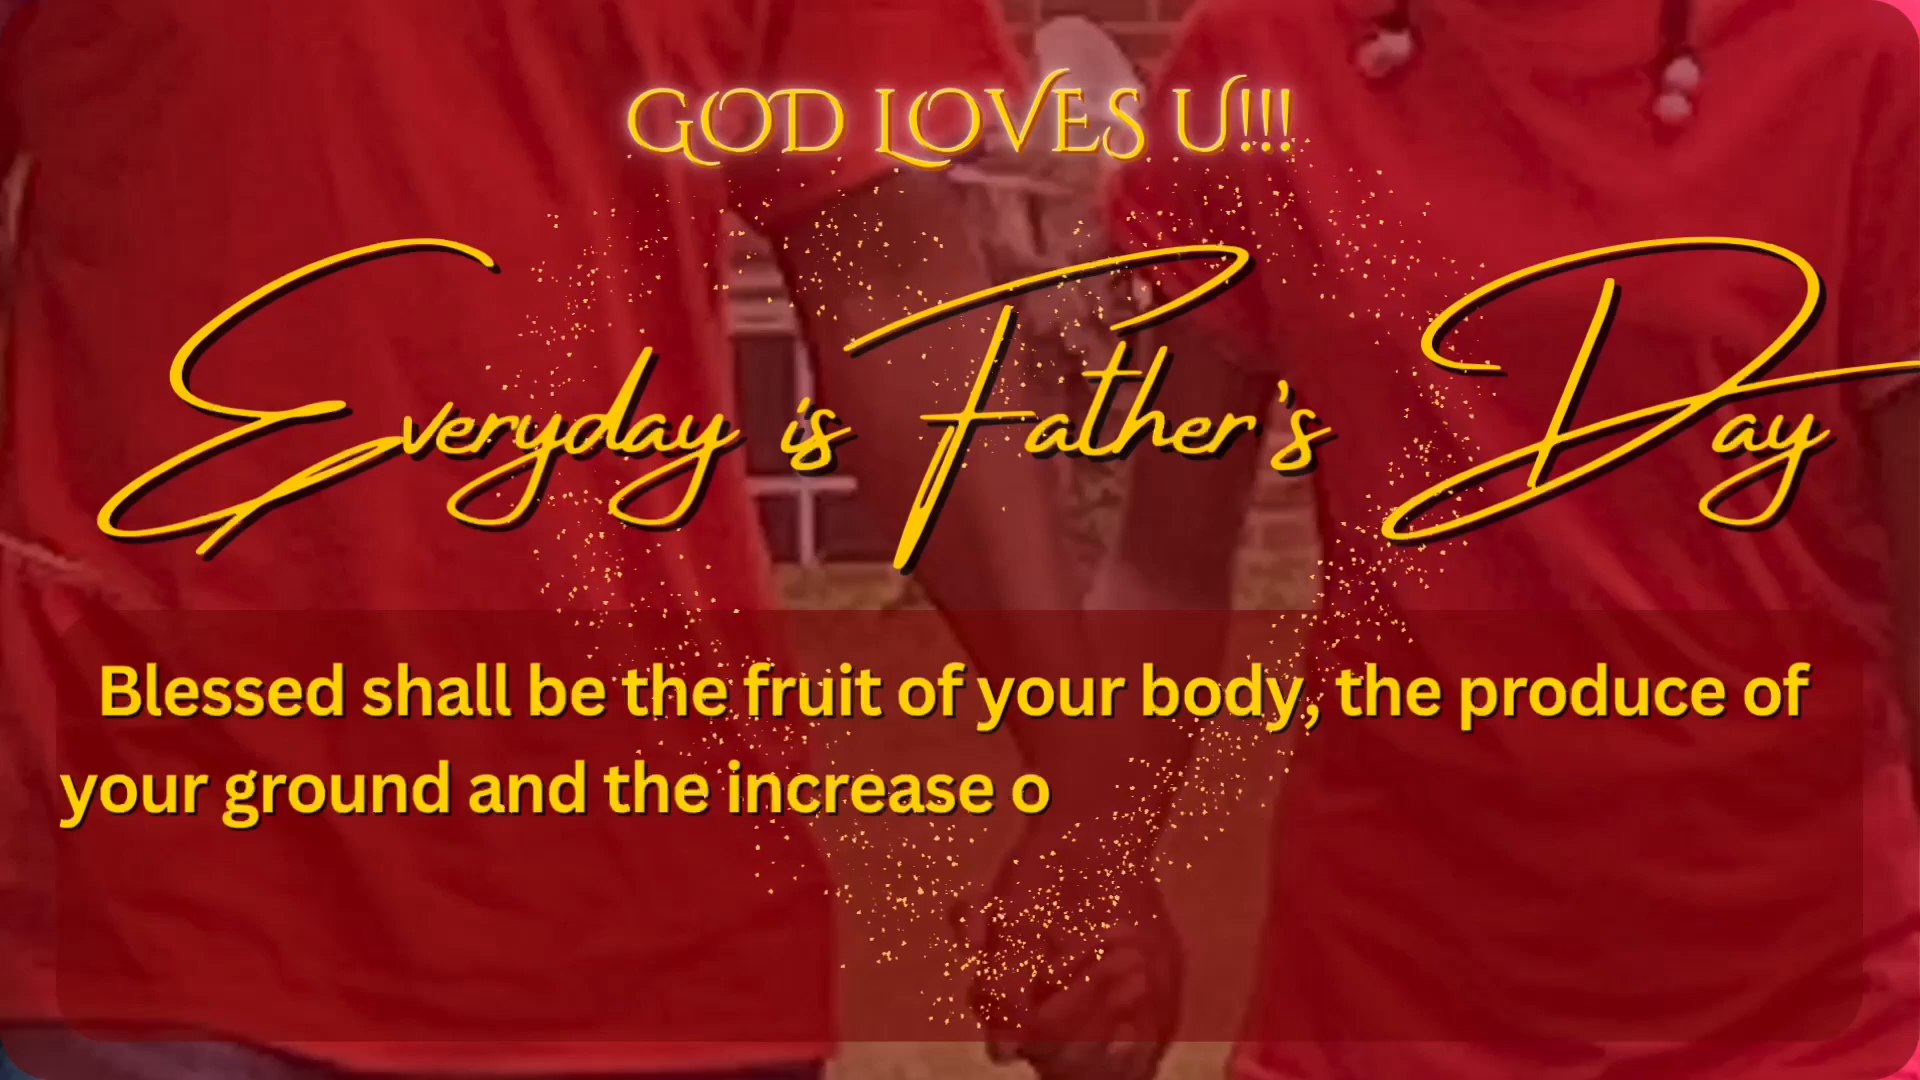 GOD LOVES U!!!
Everyday is Father's Day
Blessed shall be the fruit of your body, the produce of
your ground and the increase o